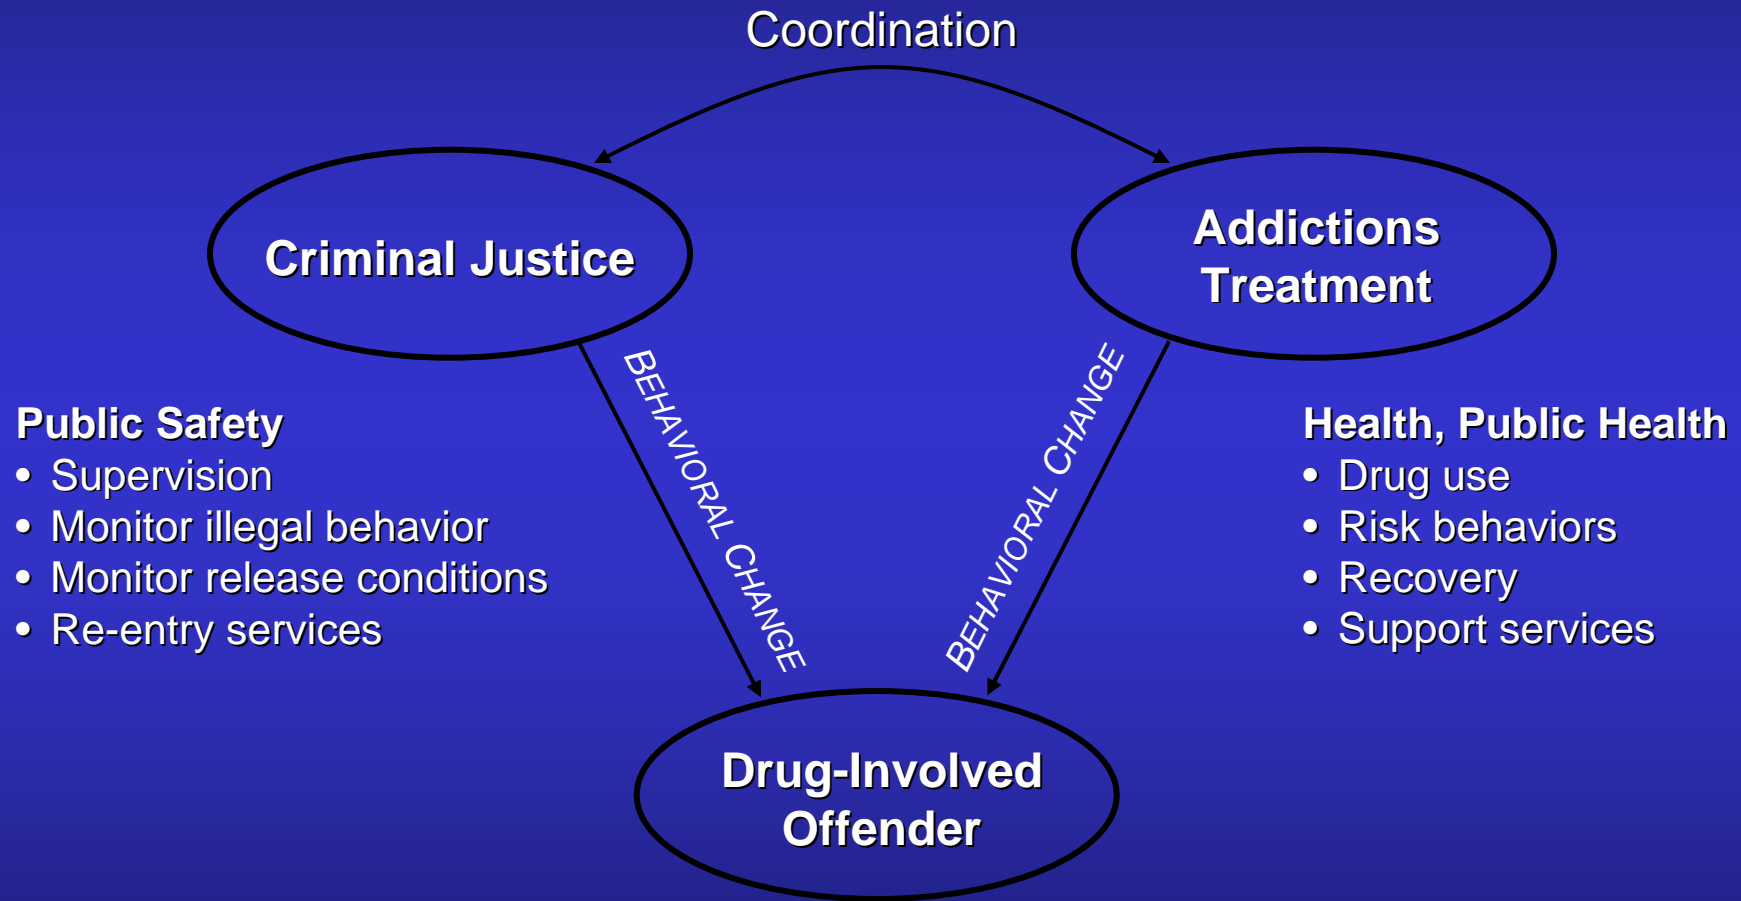 Coordination
Criminal Justice
Addictions
Treatment
BEHAVIORAL CHANGE
BEHAVIORAL CHANGE
Public Safety
• Supervision
• Monitor illegal behavior
• Monitor release conditions
• Re-entry services
Health, Public Health
• Drug use
• Risk behaviors
• Recovery
• Support services
Drug-Involved
Offender